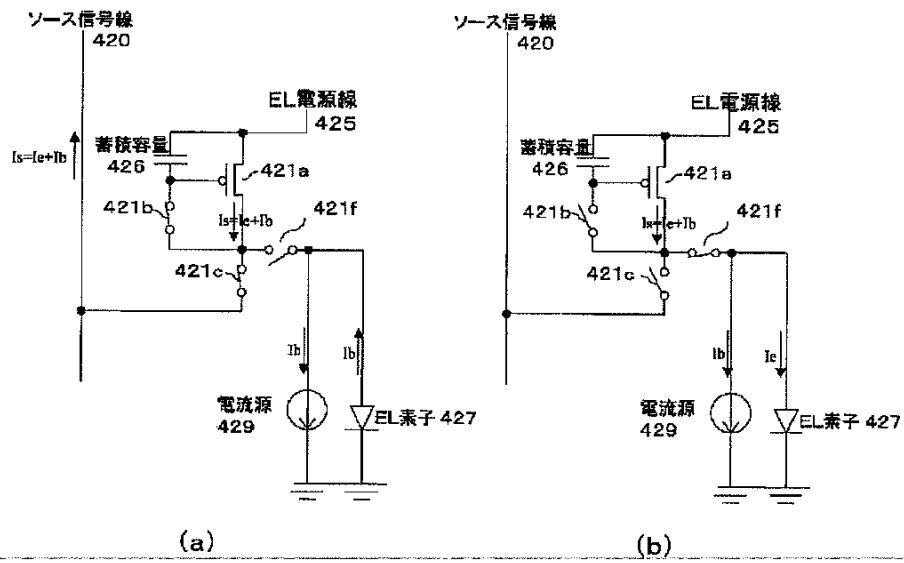 ソース信号線
420
EL電源線
425
蓄積容量
426
421a
Is=Ie+Ib
421b
Is=Ie+Ib
421f
421c
Ib
Ib
電流源
429
EL素子 427
(a)
ソース信号線
420
EL電源線
425
蓄積容量
426
421a
421b
Is=Ie+Ib
421f
421c
Ib
Ie
電流源
429
EL素子 427
(b)